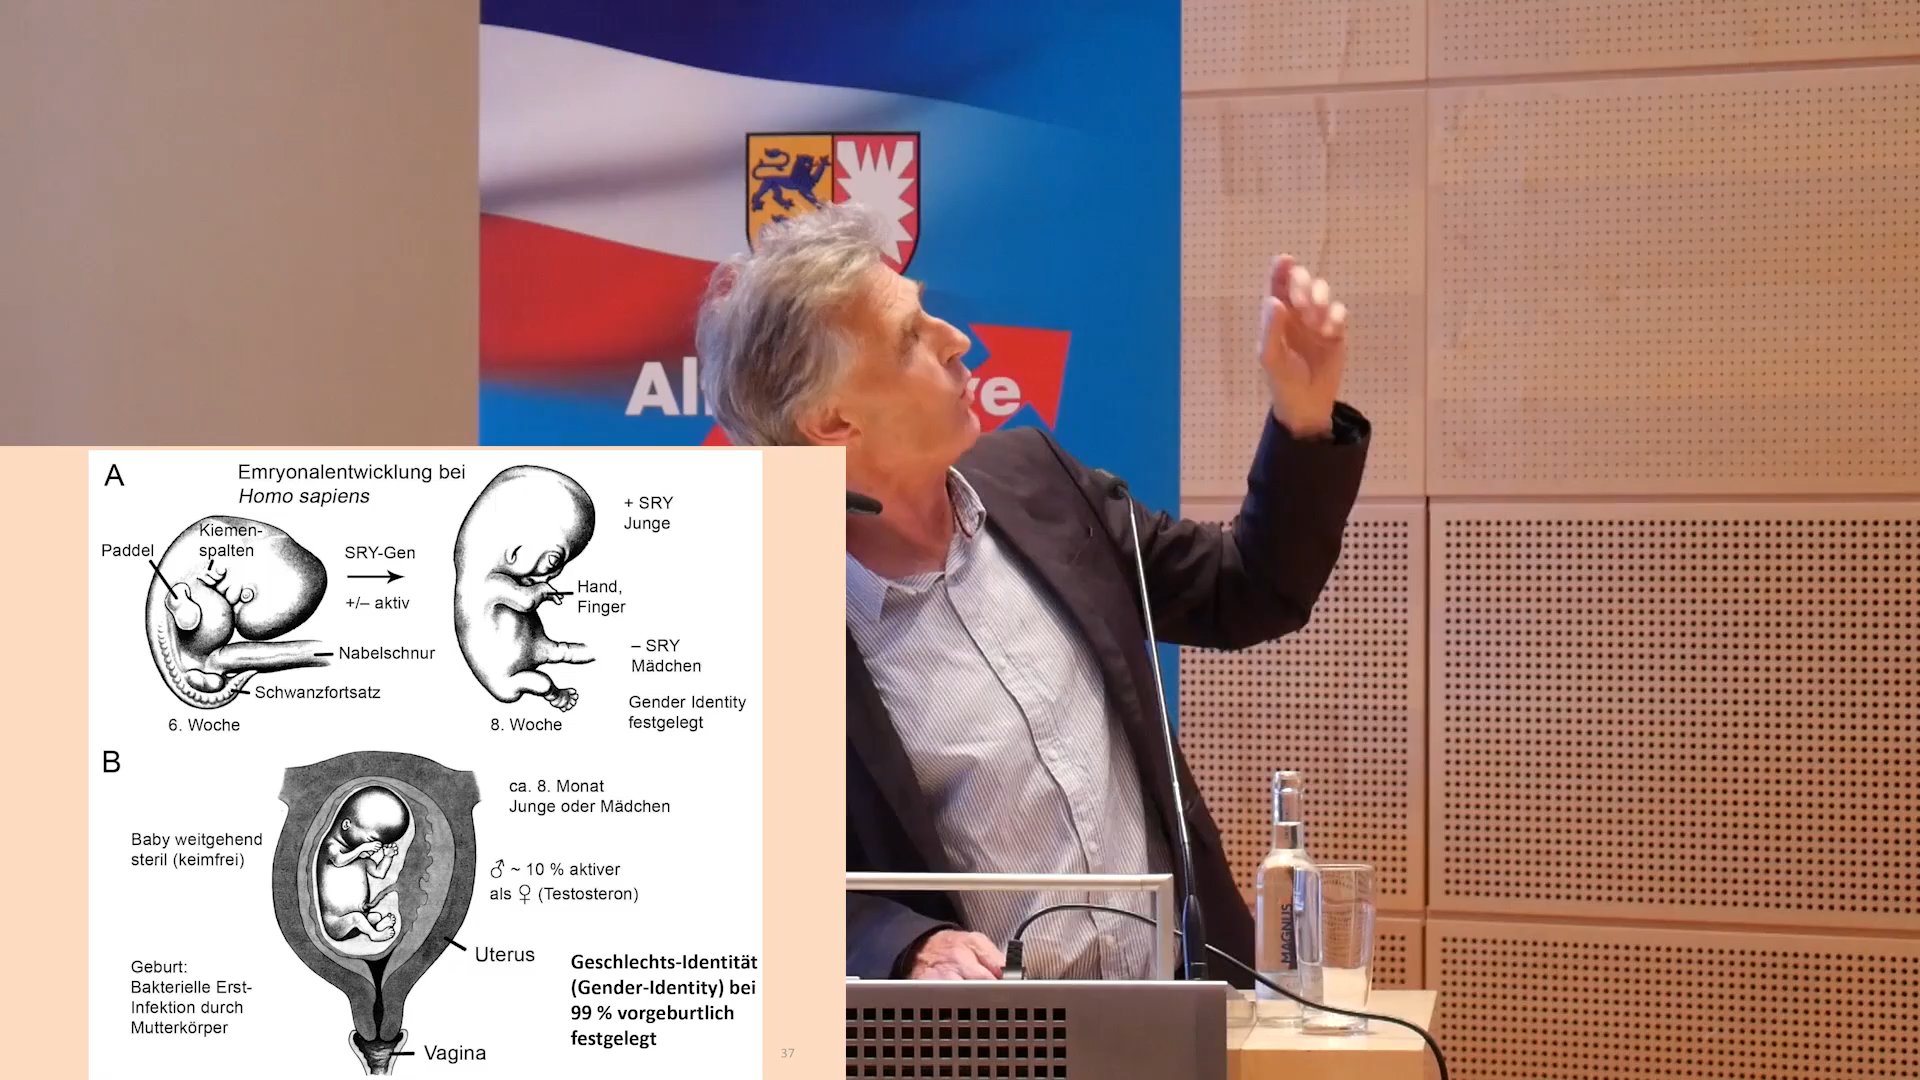 Al
ve
A
Emryonalentwicklung bei
Homo sapiens
Kiemen-
spalten
Paddel
SRY-Gen
+/– aktiv
Nabelschnur
Schwanzfortsatz
6. Woche
8. Woche
+ SRY
Junge
Hand,
Finger
– SRY
Mädchen
Gender Identity
festgelegt
B
ca. 8. Monat
Junge oder Mädchen
Baby weitgehend
steril (keimfrei)
♂ ~ 10 % aktiver
als ♀ (Testosteron)
Uterus
Geburt:
Bakterielle Erst-
Infektion durch
Mutterkörper
Geschlechts-Identität
(Gender-Identity) bei
99 % vorgeburtlich
festgelegt
Vagina
37
MAGNUS